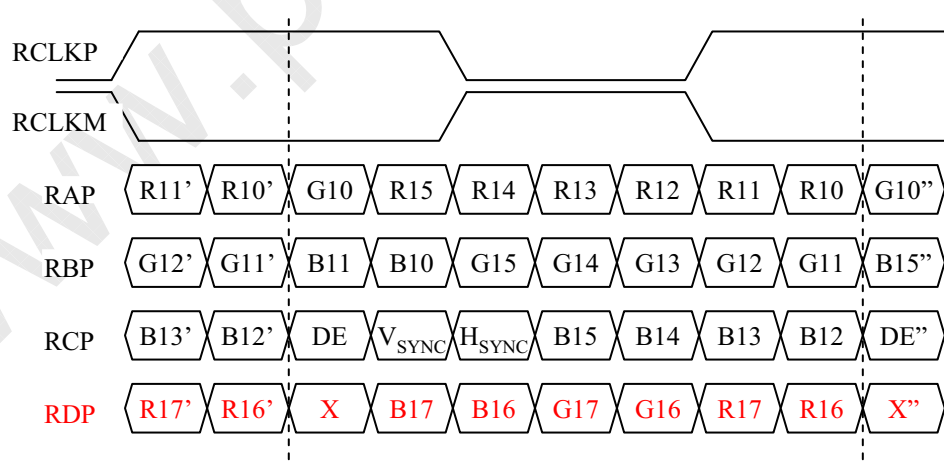 RCLKP
RCLKM
RAP R11’ R10’ G10 R15 R14 R13 R12 R11 R10 G10”
RBP G12’ G11’ B11 B10 G15 G14 G13 G12 G11 B15”
RCP B13’ B12’ DE VSYNC HSYNC B15 B14 B13 B12 DE”
RDP R17’ R16’ X B17 B16 G17 G16 R17 R16 X”